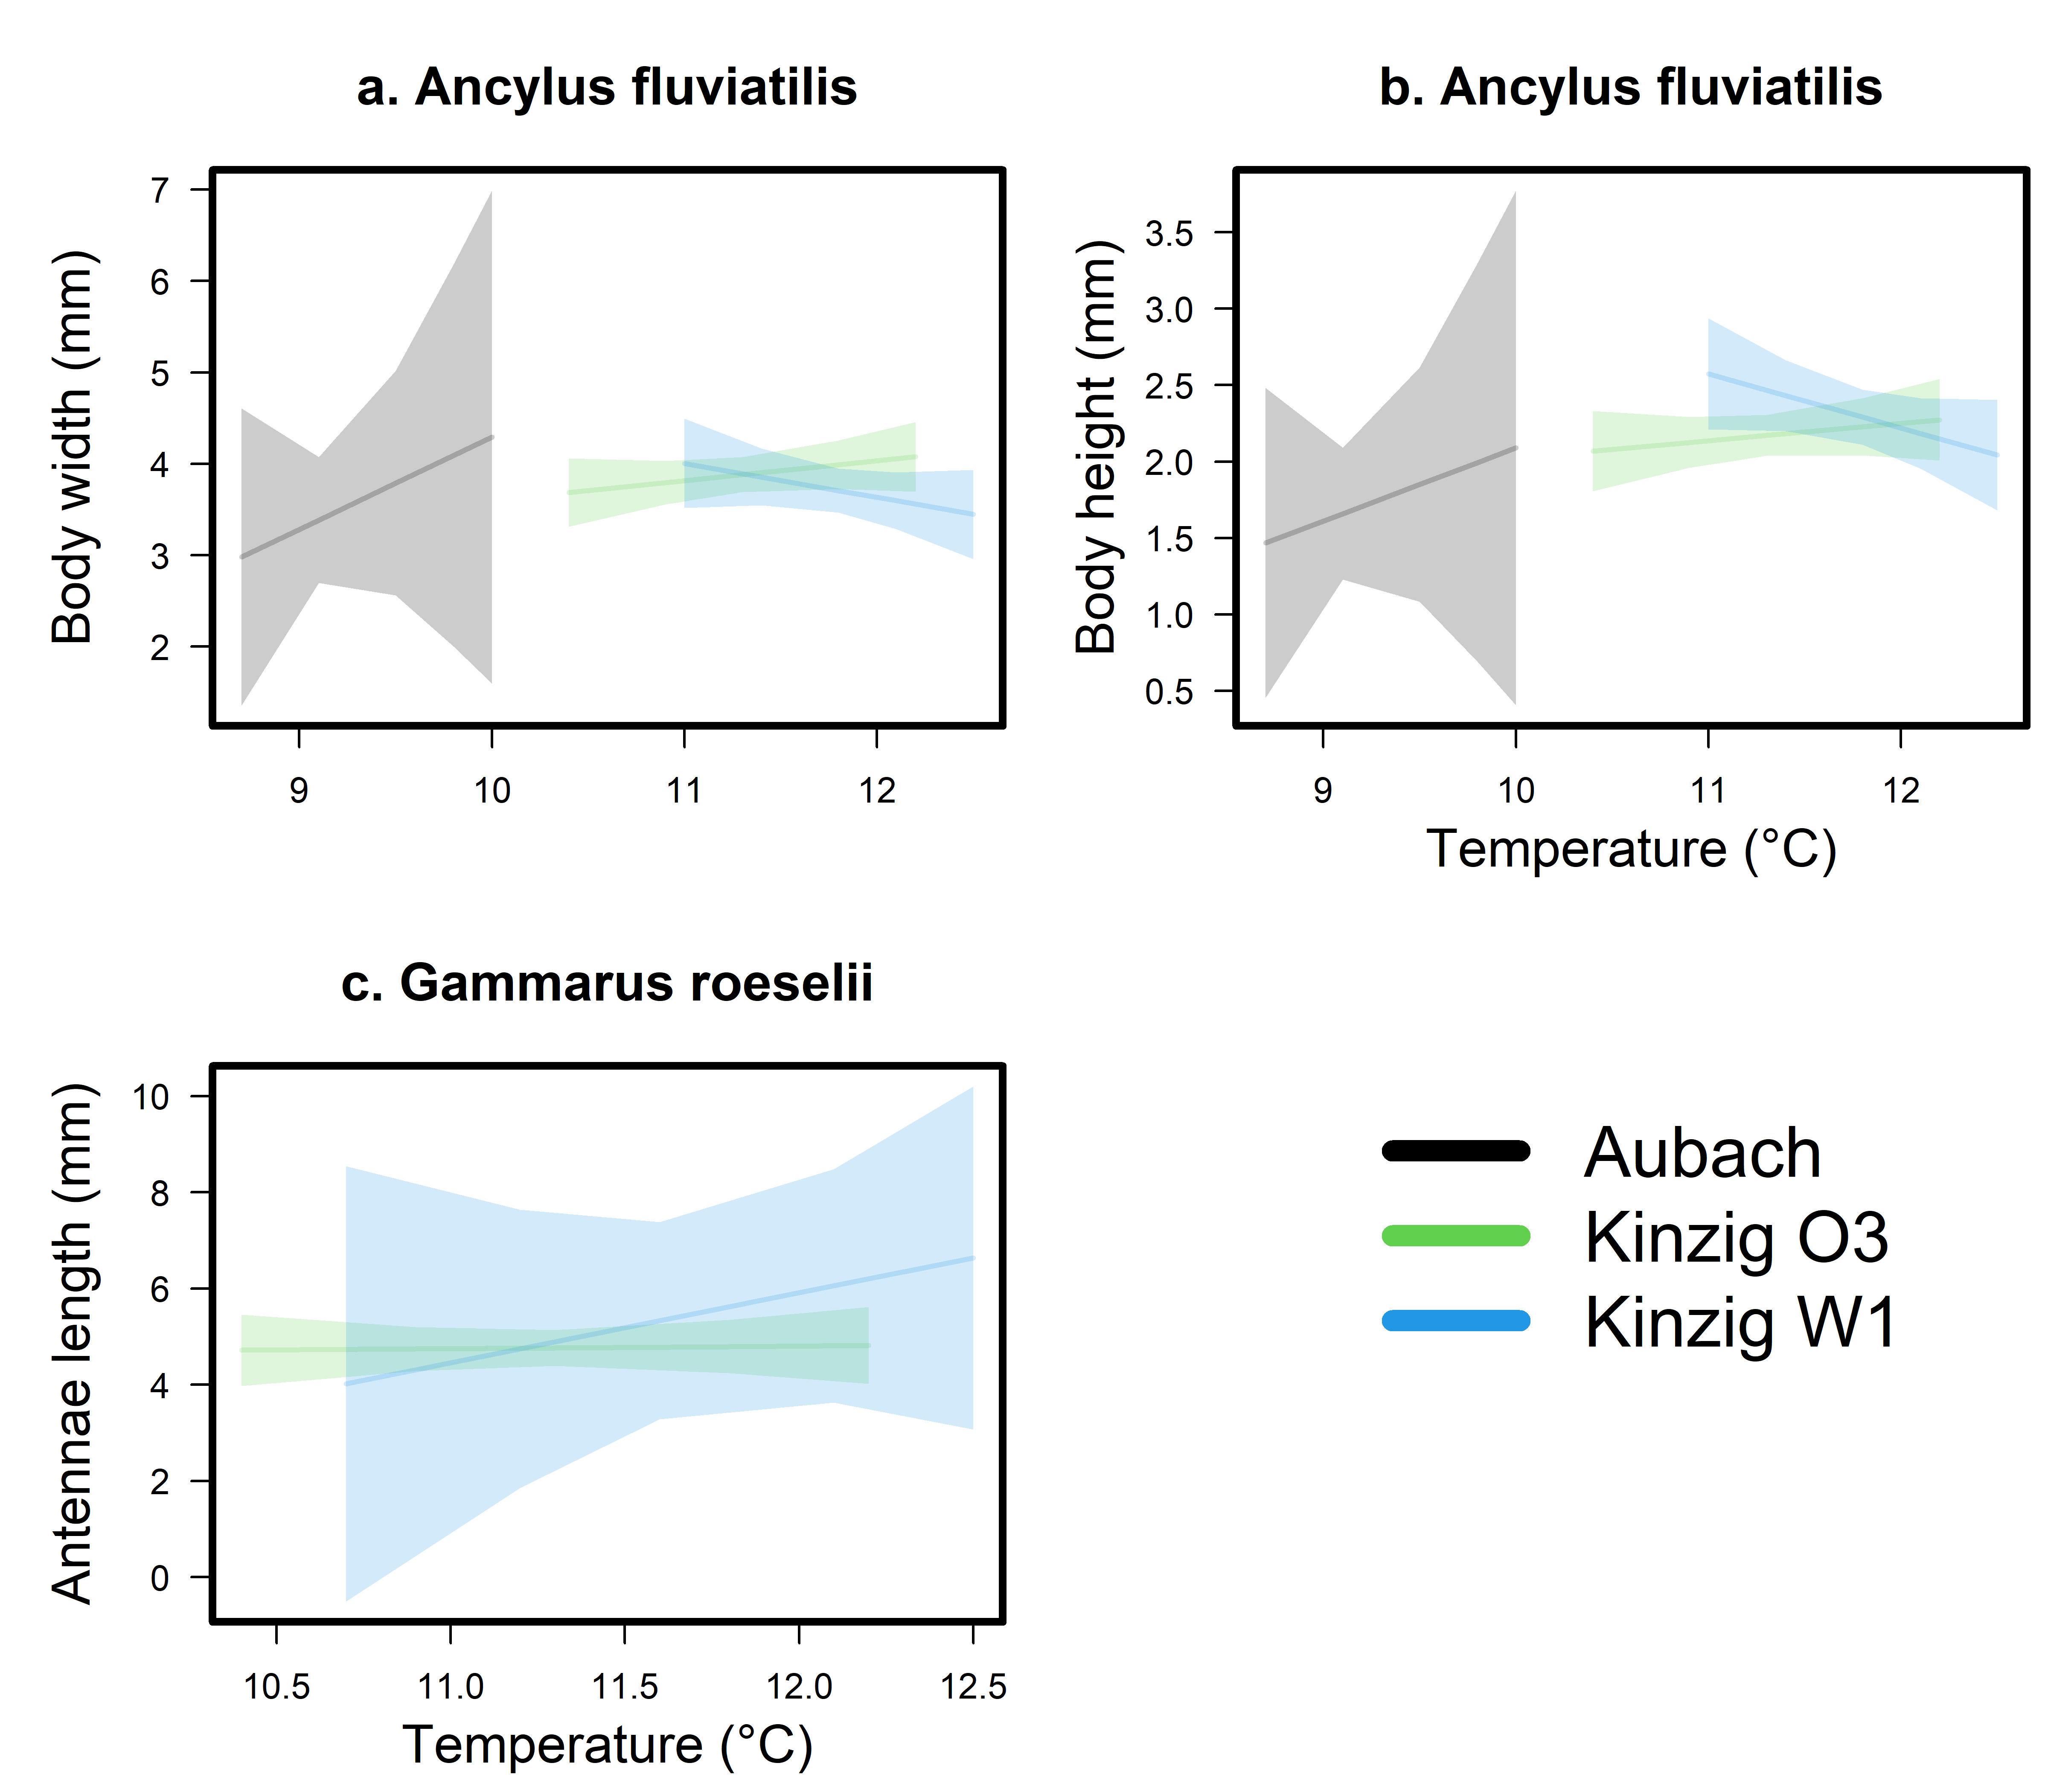 a. Ancylus fluviatilis
Body width (mm)
7
6
5
4
3
2
9 10 11 12
b. Ancylus fluviatilis
Body height (mm)
3.5
3.0
2.5
2.0
1.5
1.0
0.5
9 10 11 12
Temperature (°C)
c. Gammarus roeselii
Antennae length (mm)
10
8
6
4
2
0
10.5 11.0 11.5 12.0 12.5
Temperature (°C)
Aubach
Kinzig O3
Kinzig W1